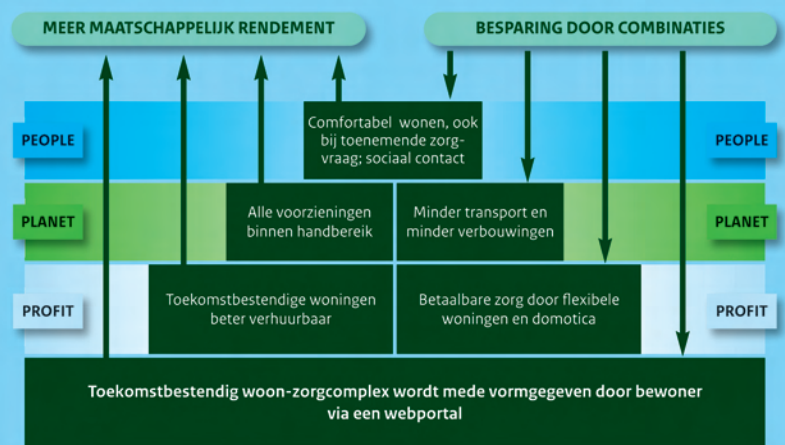 MEER MAATSCHAPPELIJK RENDEMENT
BESPARING DOOR COMBINATIES
PEOPLE
Comfortabel wonen, ook
bij toenemende zorg-
vraag; sociaal contact
PEOPLE
PLANET
Alle voorzieningen
binnen handbereik
Minder transport en
minder verbouwingen
PLANET
PROFIT
Toekomstbestendige woningen
beter verhuurbaar
Betaalbare zorg door flexibele
woningen en domotica
PROFIT
Toekomstbestendig woon-zorgcomplex wordt mede vormgegeven door bewoner
via een webportal